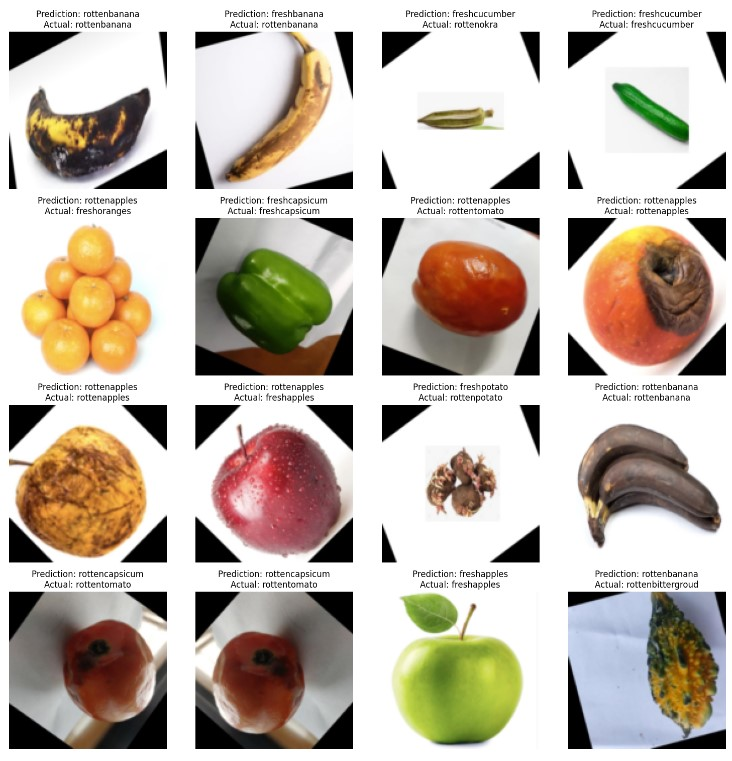 Prediction: rottenbanana
Actual: rottenbanana
Prediction: freshbanana
Actual: rottenbanana
Prediction: freshcucumber
Actual: rottenokra
Prediction: freshcucumber
Actual: freshcucumber
Prediction: rottenapples
Actual: freshoranges
Prediction: freshcapsicum
Actual: freshcapsicum
Prediction: rottenapples
Actual: rottentomato
Prediction: rottenapples
Actual: rottenapples
Prediction: rottenapples
Actual: rottenapples
Prediction: rottenapples
Actual: freshapples
Prediction: freshpotato
Actual: rottenpotato
Prediction: rottenbanana
Actual: rottenbanana
Prediction: rottencapsicum
Actual: rottentomato
Prediction: rottencapsicum
Actual: rottentomato
Prediction: freshapples
Actual: freshapples
Prediction: rottenbanana
Actual: rottenbittergroud